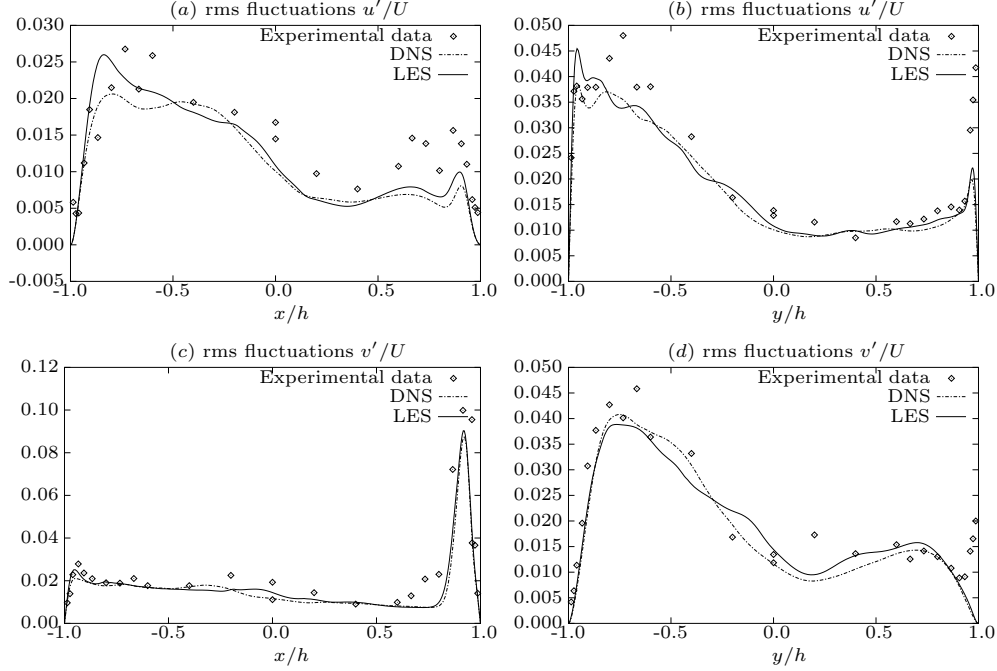 (a) rms fluctuations u′/U
Experimental data
DNS
LES
0.030
0.025
0.020
0.015
0.010
0.005
0.000
-0.005
-1.0 -0.5 0.0 0.5 1.0
x/h
(b) rms fluctuations u′/U
Experimental data
DNS
LES
0.050
0.045
0.040
0.035
0.030
0.025
0.020
0.015
0.010
0.005
0.000
-1.0 -0.5 0.0 0.5 1.0
y/h
(c) rms fluctuations v′/U
Experimental data
DNS
LES
0.12
0.10
0.08
0.06
0.04
0.02
0.00
-1.0 -0.5 0.0 0.5 1.0
x/h
(d) rms fluctuations v′/U
Experimental data
DNS
LES
0.050
0.045
0.040
0.035
0.030
0.025
0.020
0.015
0.010
0.005
0.000
-1.0 -0.5 0.0 0.5 1.0
y/h